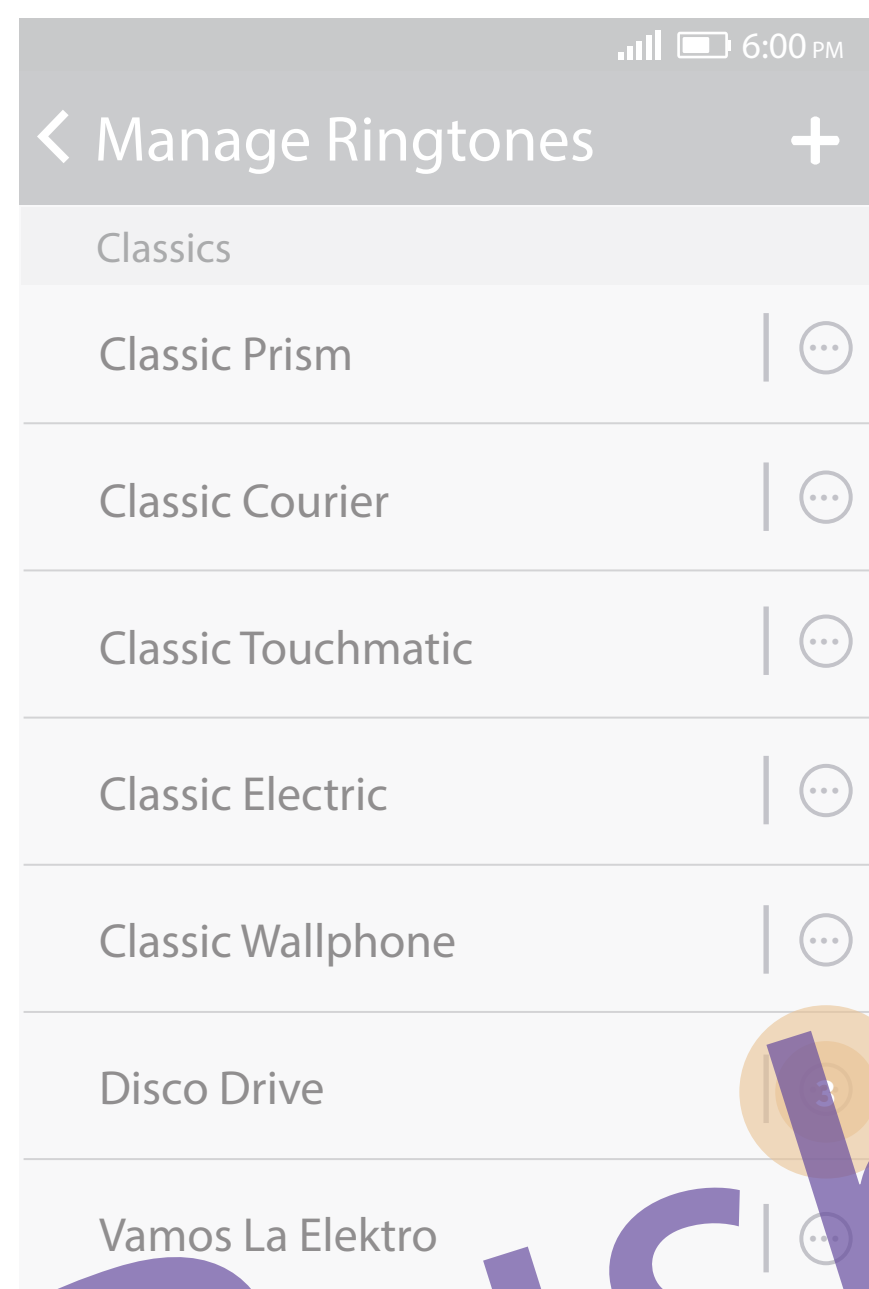 6:00 PM
Manage Ringtones
Classics
Classic Prism
Classic Courier
Classic Touchmatic
Classic Electric
Classic Wallphone
Disco Drive
3
Vamos La Elektro